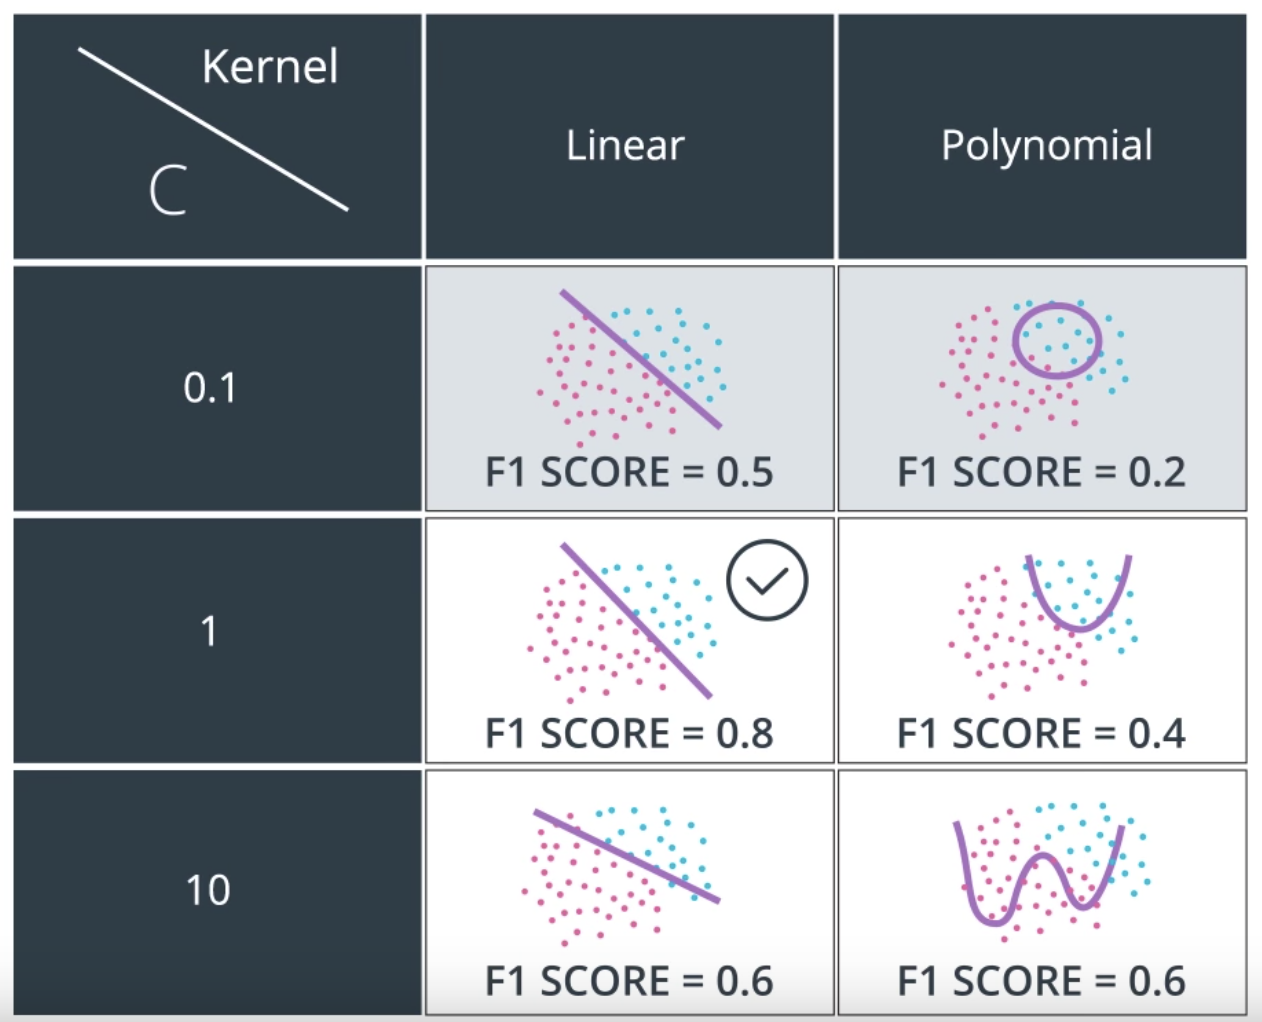 Kernel
C
Linear
Polynomial
0.1
F1 SCORE = 0.5
F1 SCORE = 0.2
1
F1 SCORE = 0.8
F1 SCORE = 0.4
10
F1 SCORE = 0.6
F1 SCORE = 0.6